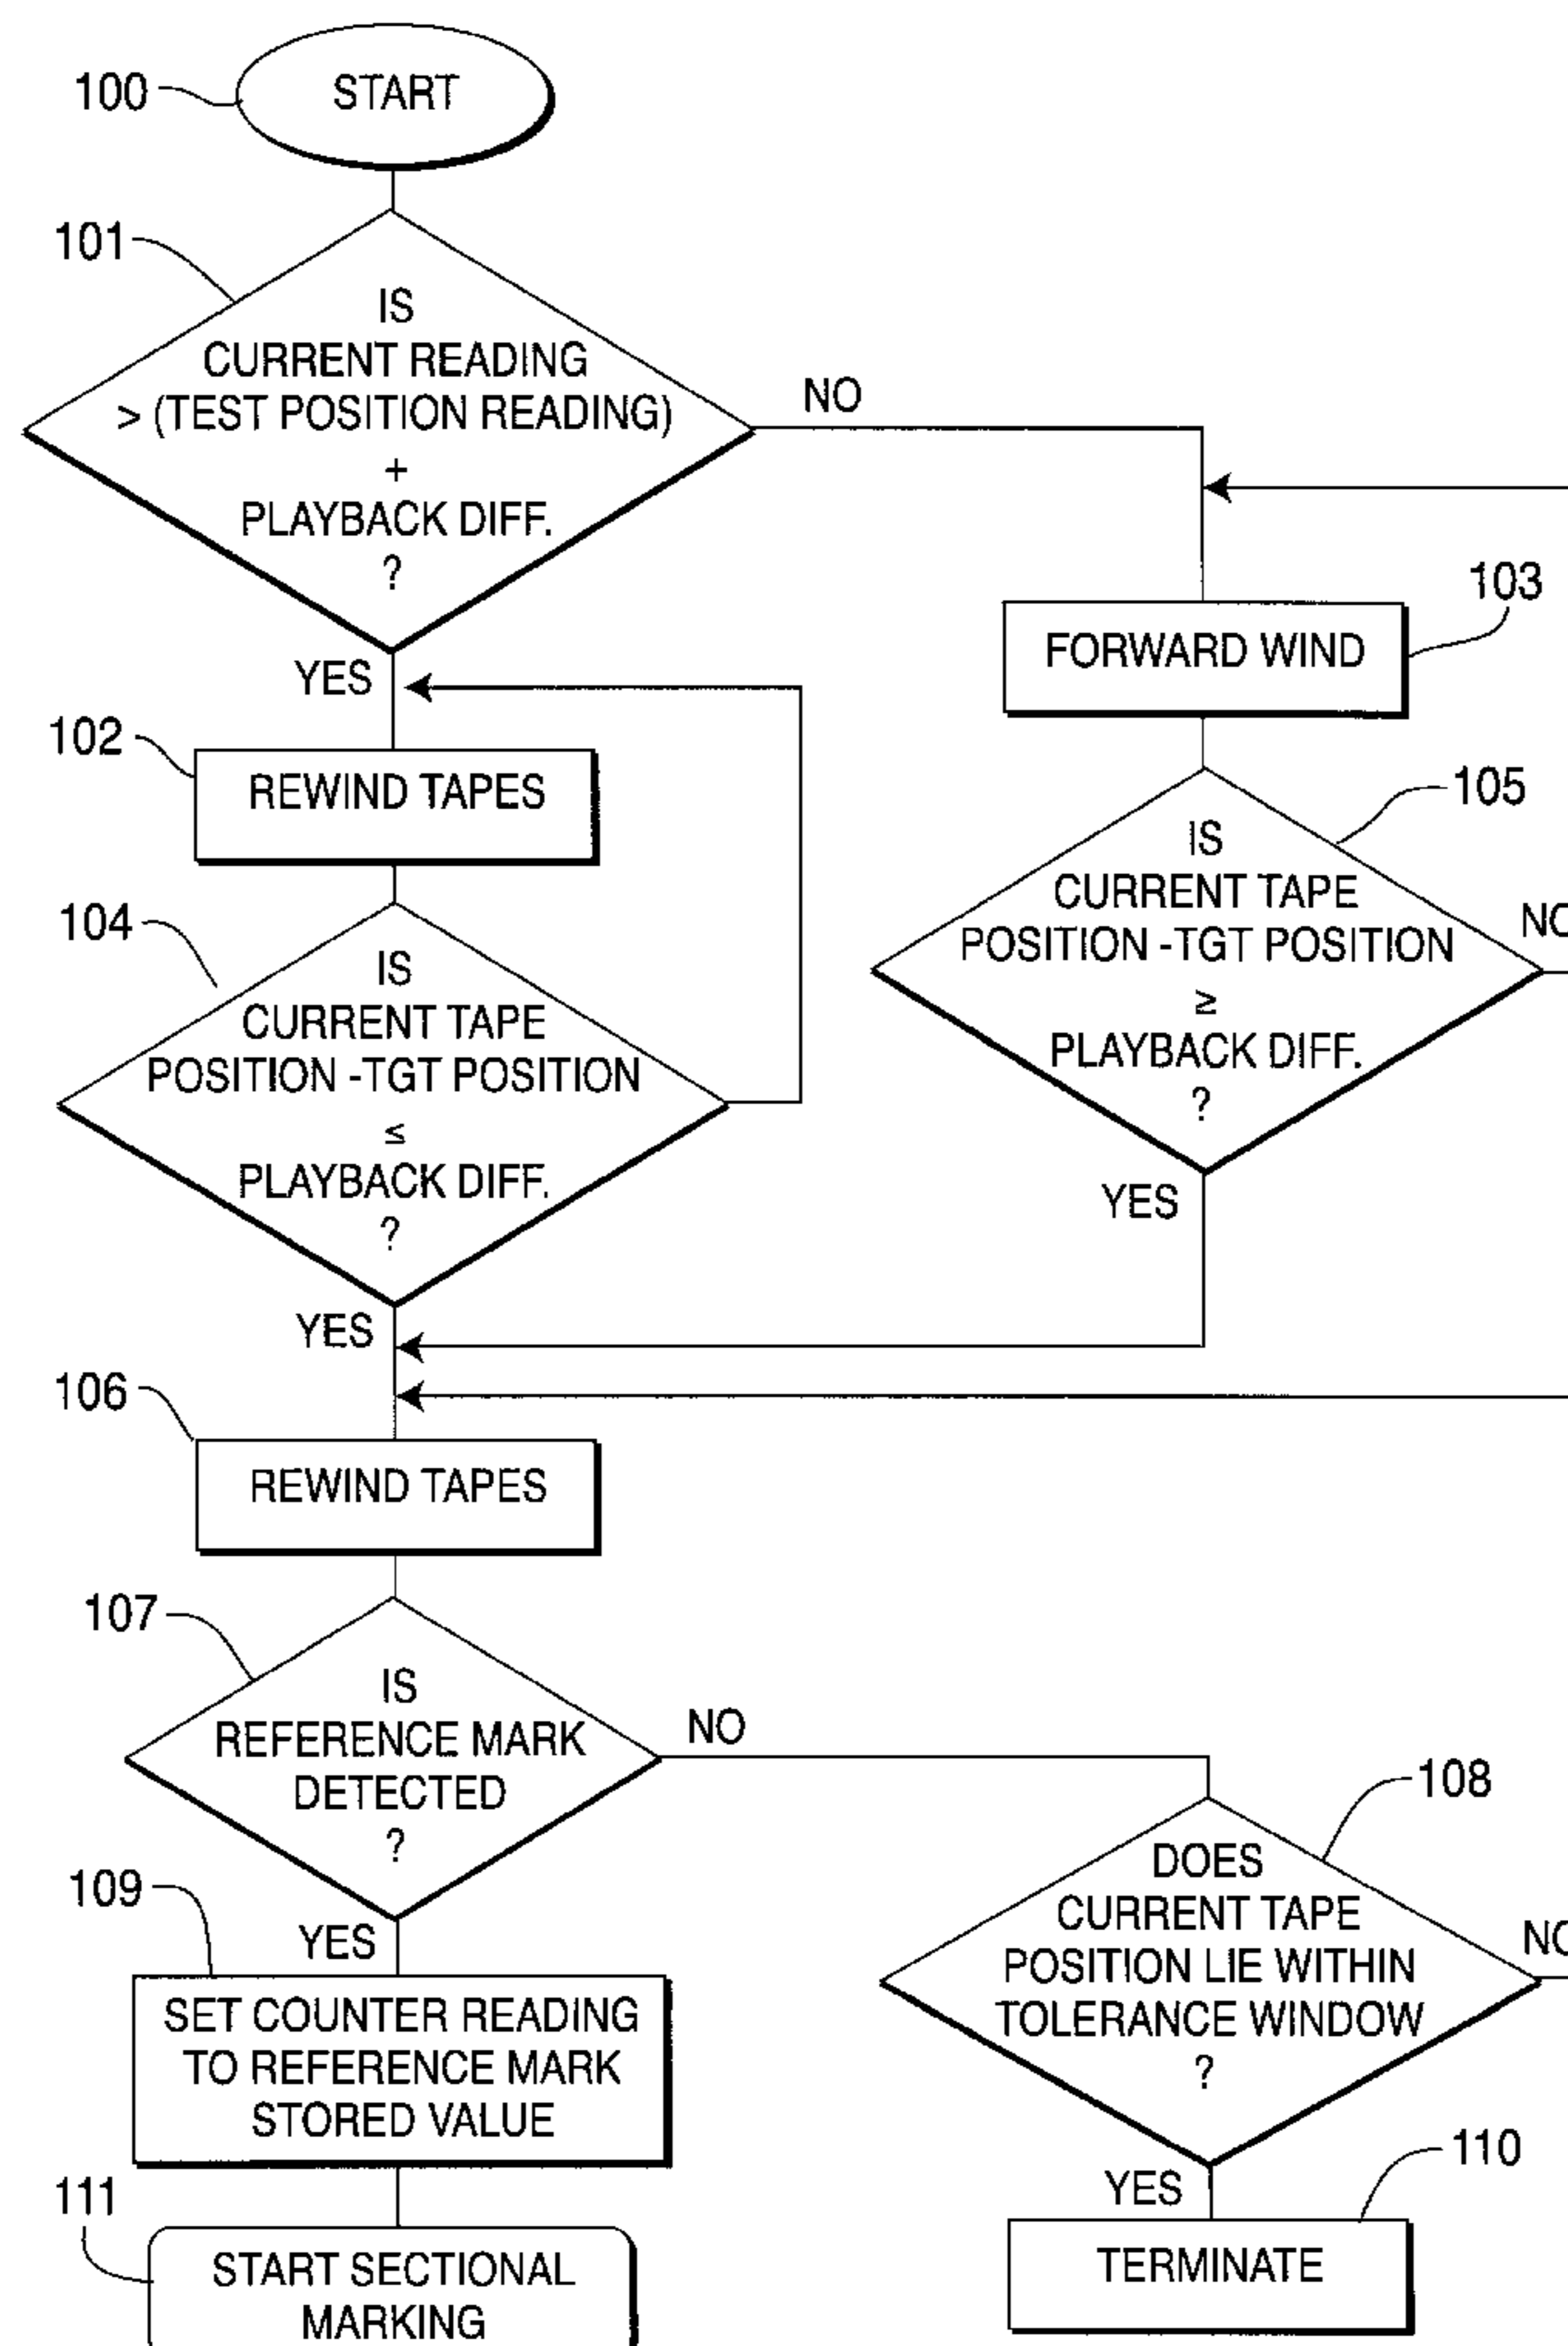 100
START
101
IS
CURRENT READING
> (TEST POSITION READING)
+
PLAYBACK DIFF.
?
NO
YES
103
FORWARD WIND
102
REWIND TAPES
105
IS
CURRENT TAPE
POSITION -TGT POSITION
≥
PLAYBACK DIFF.
?
NO
YES
104
IS
CURRENT TAPE
POSITION -TGT POSITION
≤
PLAYBACK DIFF.
?
YES
106
REWIND TAPES
107
IS
REFERENCE MARK
DETECTED
?
NO
YES
108
DOES
CURRENT TAPE
POSITION LIE WITHIN
TOLERANCE WINDOW
?
NO
YES
109
SET COUNTER READING
TO REFERENCE MARK
STORED VALUE
110
TERMINATE
111
START SECTIONAL
MARKING